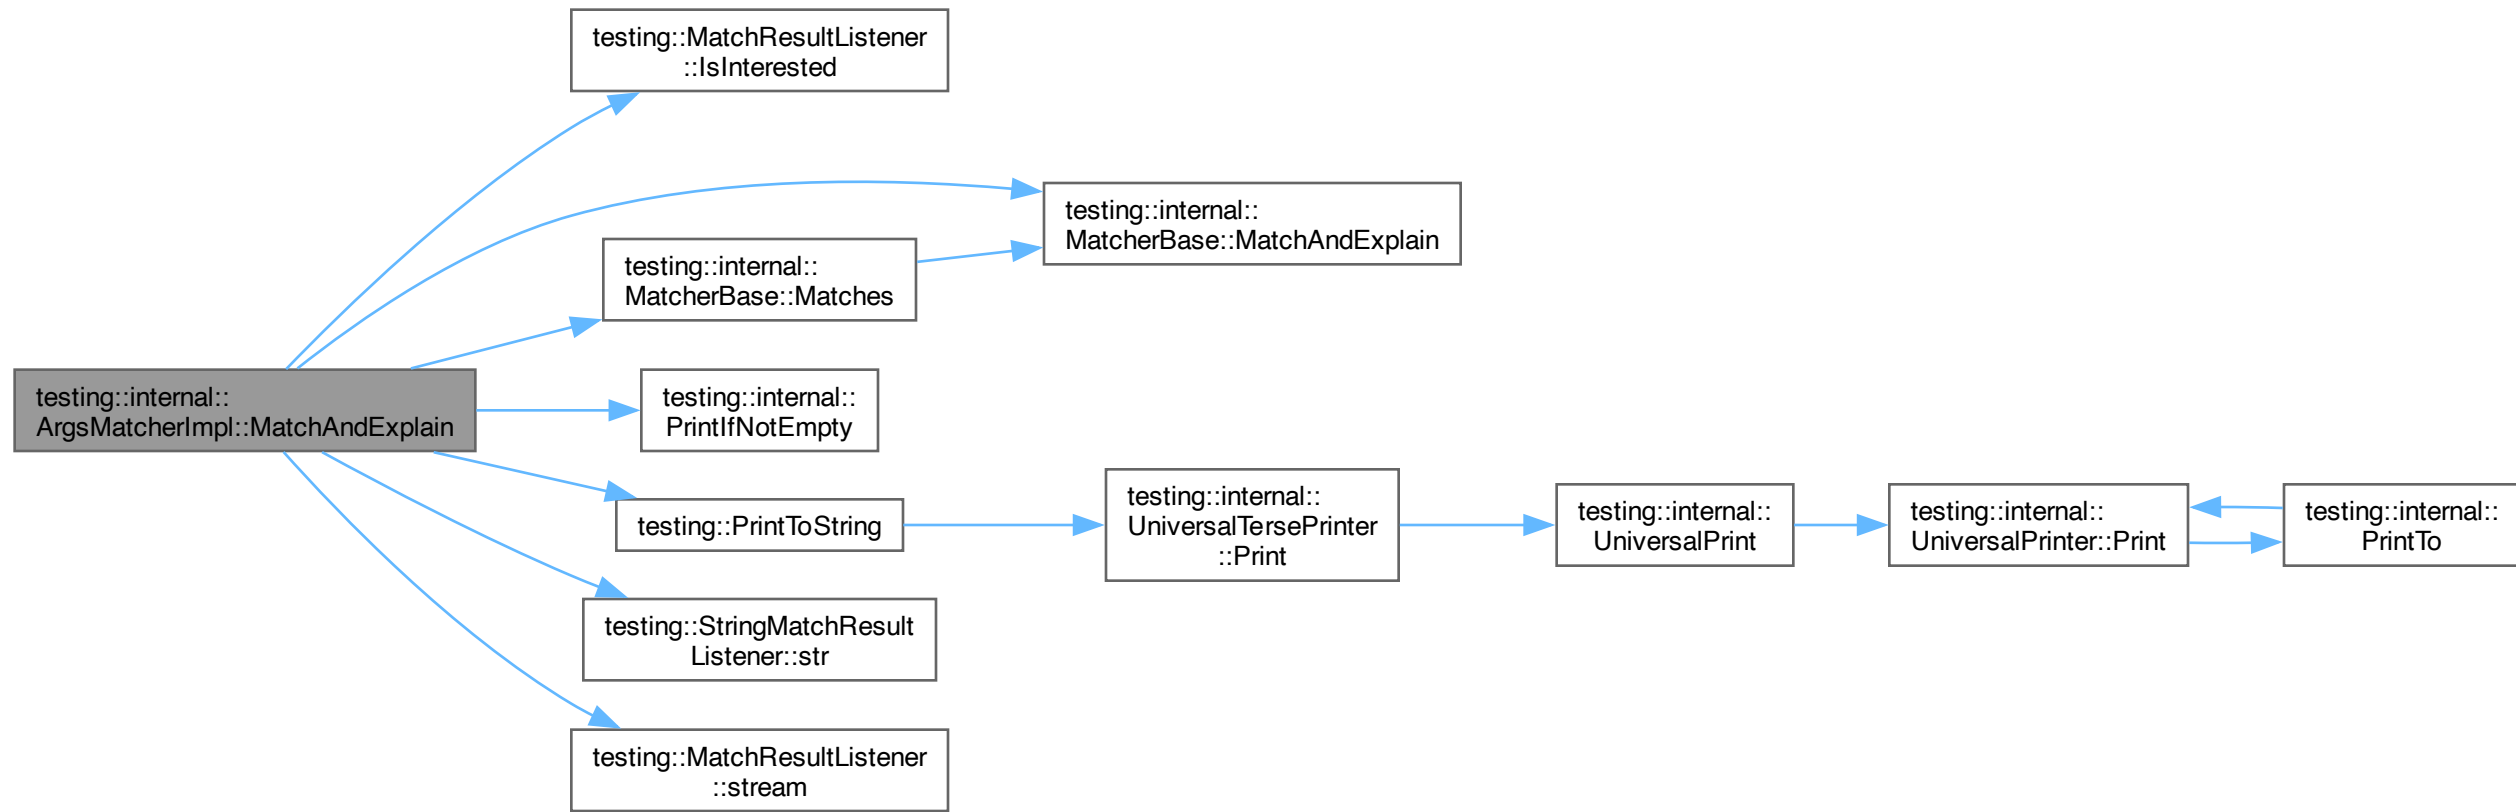 testing::MatchResultListener
::IsInterested
testing::internal::
MatcherBase::MatchAndExplain
testing::internal::
MatcherBase::Matches
testing::internal::
ArgsMatcherImpl::MatchAndExplain
testing::internal::
PrintIfNotEmpty
testing::PrintToString
testing::internal::
UniversalTersePrinter
::Print
testing::internal::
UniversalPrint
testing::internal::
UniversalPrinter::Print
testing::internal::
PrintTo
testing::StringMatchResult
Listener::str
testing::MatchResultListener
::stream